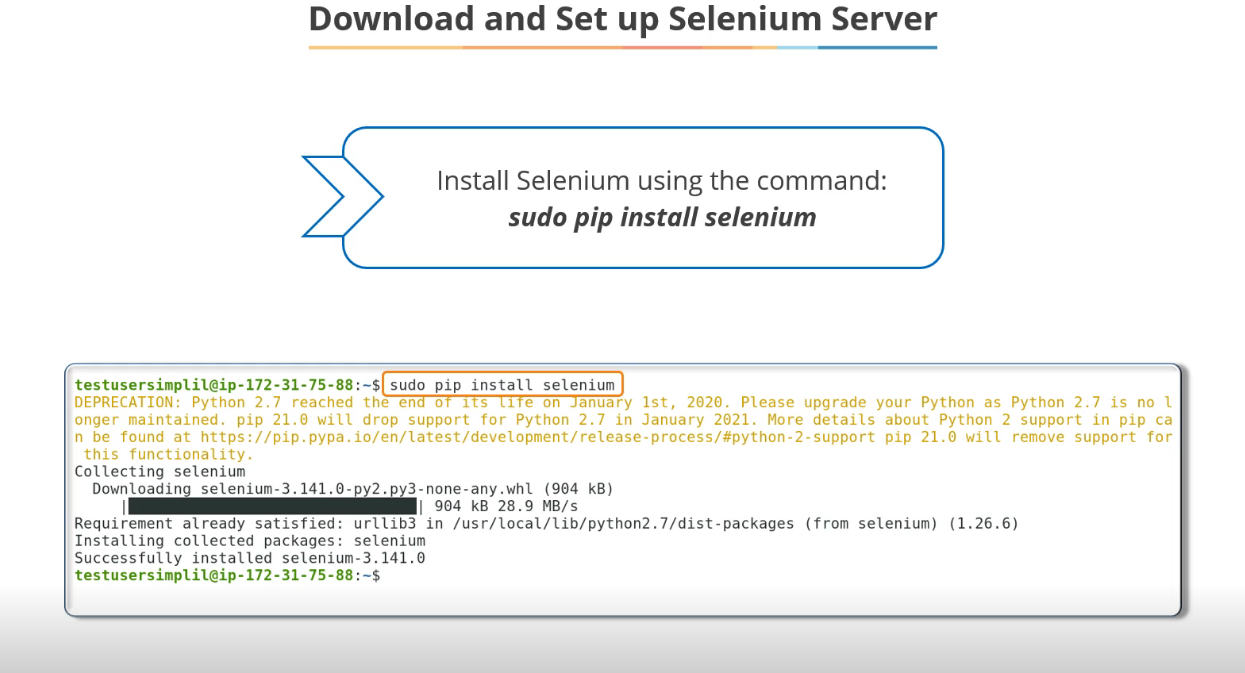 Download and Set up Selenium Server
Install Selenium using the command:
sudo pip install selenium
testusersimplil@ip-172-31-75-88:~$ sudo pip install selenium
DEPRECATION: Python 2.7 reached the end of its life on January 1st, 2020. Please upgrade your Python as Python 2.7 is no l
onger maintained. pip 21.0 will drop support for Python 2.7 in January 2021. More details about Python 2 support in pip ca
n be found at https://pip.pypa.io/en/latest/development/release-process/#python-2-support pip 21.0 will remove support for
 this functionality.
Collecting selenium
  Downloading selenium-3.141.0-py2.py3-none-any.whl (904 kB)
     |████████████████████████████████| 904 kB 28.9 MB/s
Requirement already satisfied: urllib3 in /usr/local/lib/python2.7/dist-packages (from selenium) (1.26.6)
Installing collected packages: selenium
Successfully installed selenium-3.141.0
testusersimplil@ip-172-31-75-88:~$